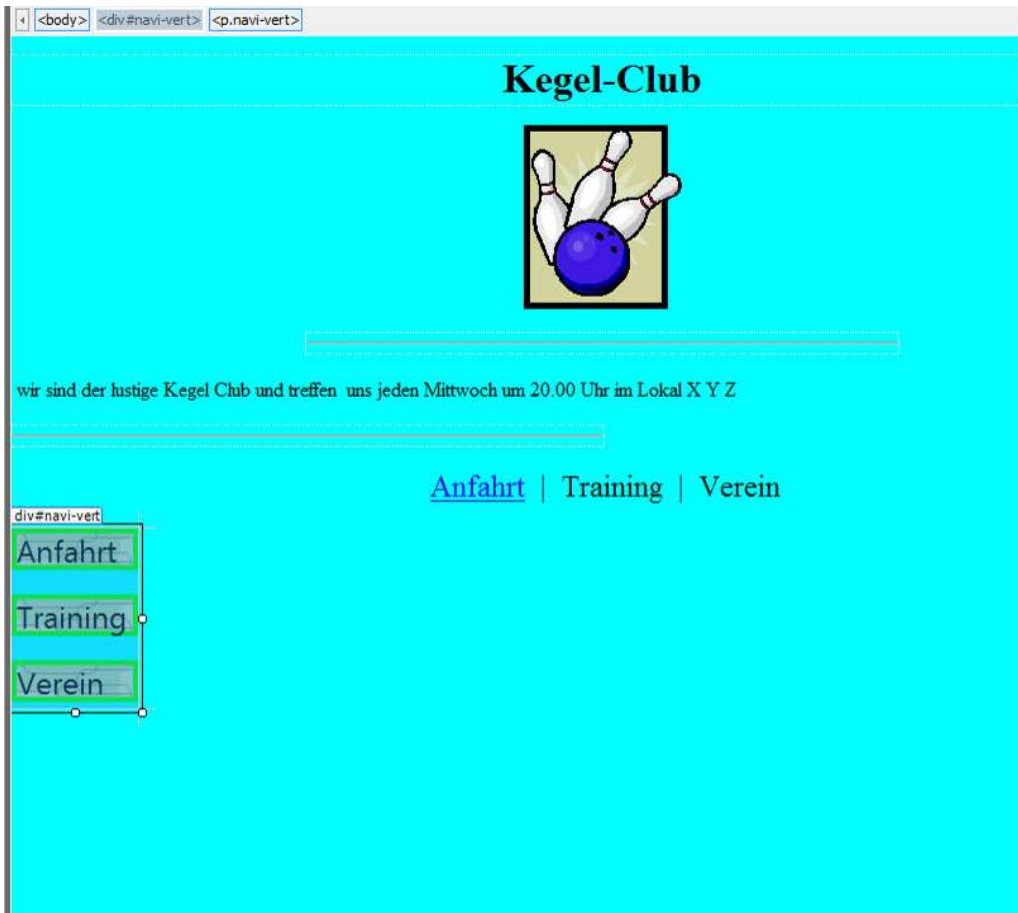 <body> <div#navi-vert> <p.navi-vert>
Kegel-Club
wir sind der lustige Kegel Club und treffen uns jeden Mittwoch um 20.00 Uhr im Lokal X Y Z
Anfahrt | Training | Verein
div#navi-vert
Anfahrt
Training
Verein